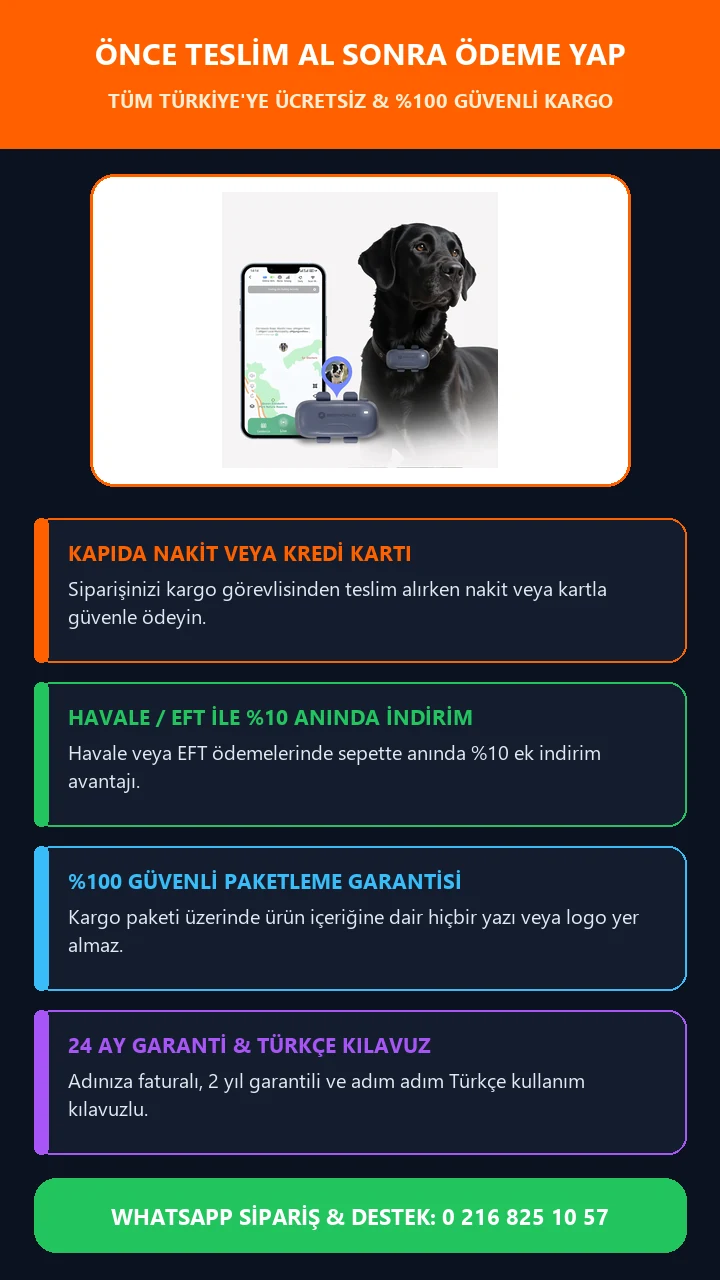 ÖNCE TESLİM AL SONRA ÖDEME YAP
TÜM TÜRKİYE'YE ÜCRETSİZ & %100 GÜVENLİ KARGO
KAPIDA NAKİT VEYA KREDİ KARTI
Siparişinizi kargo görevlisinden teslim alırken nakit veya kartla
güvenle ödeyin.
HAVALE / EFT İLE %10 ANINDA İNDİRİM
Havale veya EFT ödemelerinde sepette anında %10 ek indirim
avantajı.
%100 GÜVENLİ PAKETLEME GARANTİSİ
Kargo paketi üzerinde ürün içeriğine dair hiçbir yazı veya logo yer
almaz.
24 AY GARANTİ & TÜRKÇE KILAVUZ
Adınıza faturalı, 2 yıl garantili ve adım adım Türkçe kullanım
kılavuzlu.
WHATSAPP SİPARİŞ & DESTEK: 0 216 825 10 57